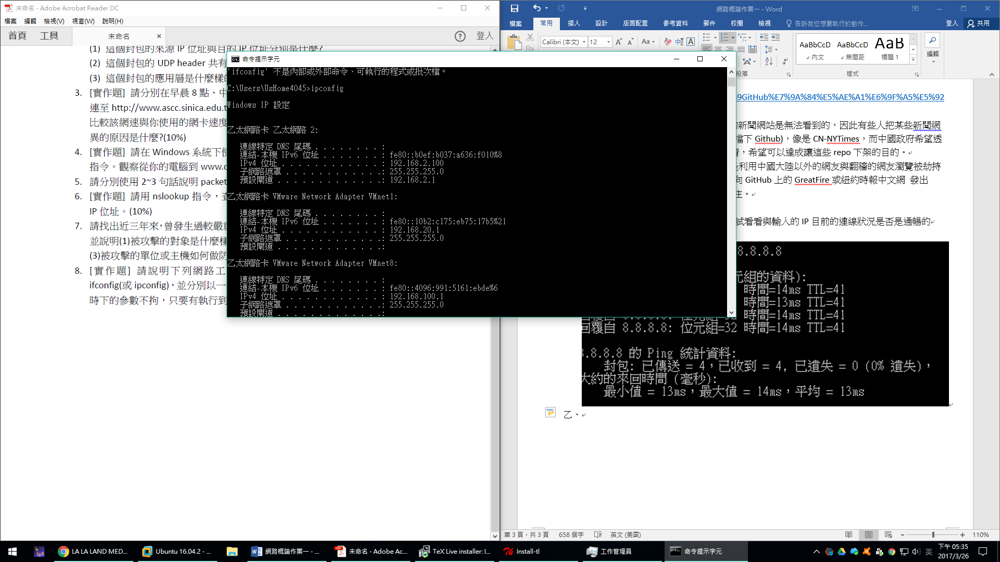 未命名 - Adobe Acrobat Reader DC
檔案 編輯 檢視(V) 視窗(W) 說明(H)
首頁 工具 未命名 × 登入
(1) 這個封包的來源 IP 位址與目的 IP 位址分別是什麼?
(2) 這個封包的 UDP header 共有
(3) 這個封包的應用層是什麼樣的
3. [實作題] 請分別在早晨 8 點、中
連至 http://www.ascc.sinica.edu.t
比較該網速與你使用的網卡速度
異的原因是什麼?(10%)
4. [實作題] 請在 Windows 系統下使
指令。觀察從你的電腦到 www.c
5. 請分別使用 2~3 句話說明 packet
6. [實作題] 請用 nslookup 指令，查
IP 位址。(10%)
7. 請找出近三年來，曾發生過較嚴重
並說明(1)被攻擊的對象是什麼樣
(3)被攻擊的單位或主機如何做防
8. [實作題] 請說明下列網路工
ifconfig(或 ipconfig)，並分別以一
時下的參數不拘，只要有執行到
命令提示字元
'ifconfig' 不是內部或外部命令、可執行的程式或批次檔。
C:\Users\UsHome4045>ipconfig
Windows IP 設定
乙太網路卡 乙太網路 2:
連線特定 DNS 尾碼 . . . . . . . . . :
連結-本機 IPv6 位址 . . . . . . . : fe80::b0ef:b037:a636:f010%8
IPv4 位址 . . . . . . . . . . . . : 192.168.2.100
子網路遮罩 . . . . . . . . . . . .: 255.255.255.0
預設閘道 . . . . . . . . . . . . .: 192.168.2.1
乙太網路卡 VMware Network Adapter VMnet1:
連線特定 DNS 尾碼 . . . . . . . . . :
連結-本機 IPv6 位址 . . . . . . . : fe80::10b2:c175:eb75:17b5%21
IPv4 位址 . . . . . . . . . . . . : 192.168.20.1
子網路遮罩 . . . . . . . . . . . .: 255.255.255.0
預設閘道 . . . . . . . . . . . . .:
乙太網路卡 VMware Network Adapter VMnet8:
連線特定 DNS 尾碼 . . . . . . . . . :
連結-本機 IPv6 位址 . . . . . . . : fe80::4096:991:5161:ebde%6
IPv4 位址 . . . . . . . . . . . . : 192.168.100.1
子網路遮罩 . . . . . . . . . . . .: 255.255.255.0
預設閘道 . . . . . . . . . . . . .:
網路概論作業一 - Word
檔案 常用 插入 設計 版面配置 參考資料 郵件 校閱 檢視 告訴我您想要執行的動作... 登入 共用
Calibri (本文) 12
AaBbCcD AaBbCcD AaB
內文 無間距 標題 1
編輯
段落 樣式
9GitHub%E7%9A%84%E5%AE%A1%E6%9F%A5%E5%92
新聞網站是無法看到的，因此有些人把某些新聞網
當下 Github)，像是 CN-NYTimes，而中國政府希望透
，希望可以達成讓這些 repo 下架的目的。
利用中國大陸以外的網友與翻牆的網友瀏覽被劫持
向 GitHub 上的 GreatFire 或紐約時報中文網 發出
主。
試看看與輸入的 IP 目前的連線狀況是否是通暢的
8.8.8.8
元組的資料):
時間=14ms TTL=41
時間=13ms TTL=41
時間=14ms TTL=41
回覆自 8.8.8.8: 位元組=32 時間=14ms TTL=41
8.8.8.8 的 Ping 統計資料:
封包: 已傳送 = 4，已收到 = 4, 已遺失 = 0 (0% 遺失)，
大約的來回時間 (毫秒):
最小值 = 13ms，最大值 = 14ms，平均 = 13ms
乙、
第 3 頁，共 3 頁 658 個字 英文 (美國) 110%
LA LA LAND MED... Ubuntu 16.04.2 - ... 網路概論作業一 - ... 未命名 - Adobe Ac... TeX Live installer: I... Install-tl 工作管理員 命令提示字元 英
下午 05:35
2017/3/26